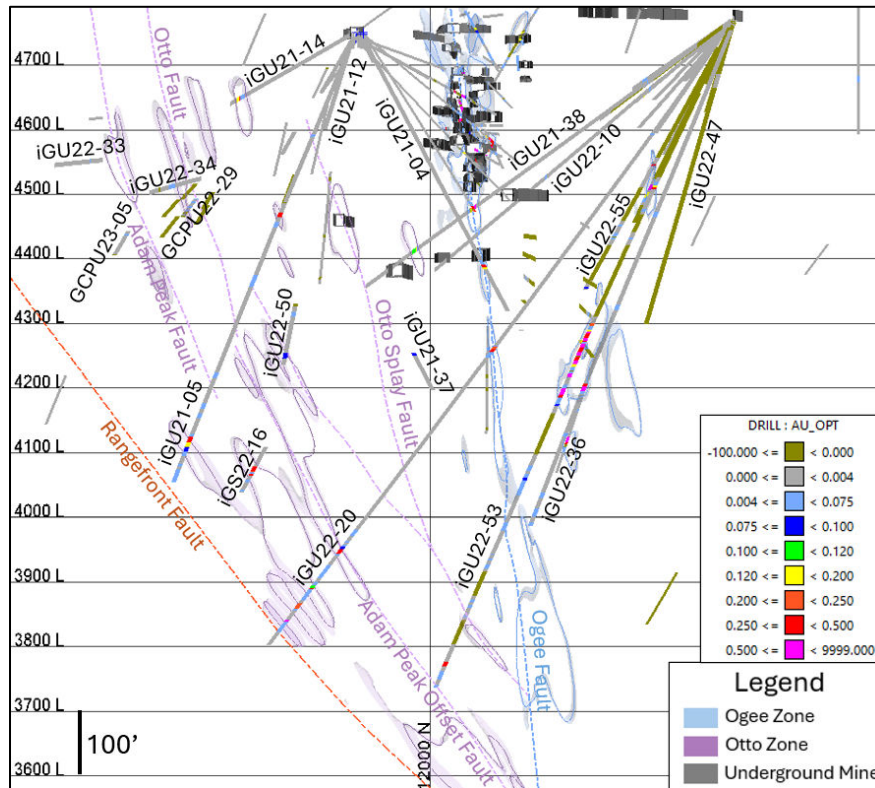 4700 L
4600 L
4500 L
4400 L
4300 L
4200 L
4100 L
4000 L
3900 L
3800 L
3700 L
3600 L
Otto Fault
iGU21-14
iGU21-12
iGU21-04
iGU21-38
iGU22-10
iGU22-47
iGU22-33
iGU22-34
GCPU22-29
GCPU23-05
Adam Peak Fault
iGU22-55
iGU22-50
Otto Splay Fault
iGU21-37
iGU21-05
Rangefront Fault
iGS22-16
iGU22-36
iGU22-20
iGU22-53
Adam Peak Offset Fault
Ogee Fault
12000 N
100’
DRILL : AU_OPT
-100.000 <= < 0.000
0.000 <= < 0.004
0.004 <= < 0.075
0.075 <= < 0.100
0.100 <= < 0.120
0.120 <= < 0.200
0.200 <= < 0.250
0.250 <= < 0.500
0.500 <= < 9999.000
Legend
Ogee Zone
Otto Zone
Underground Mine